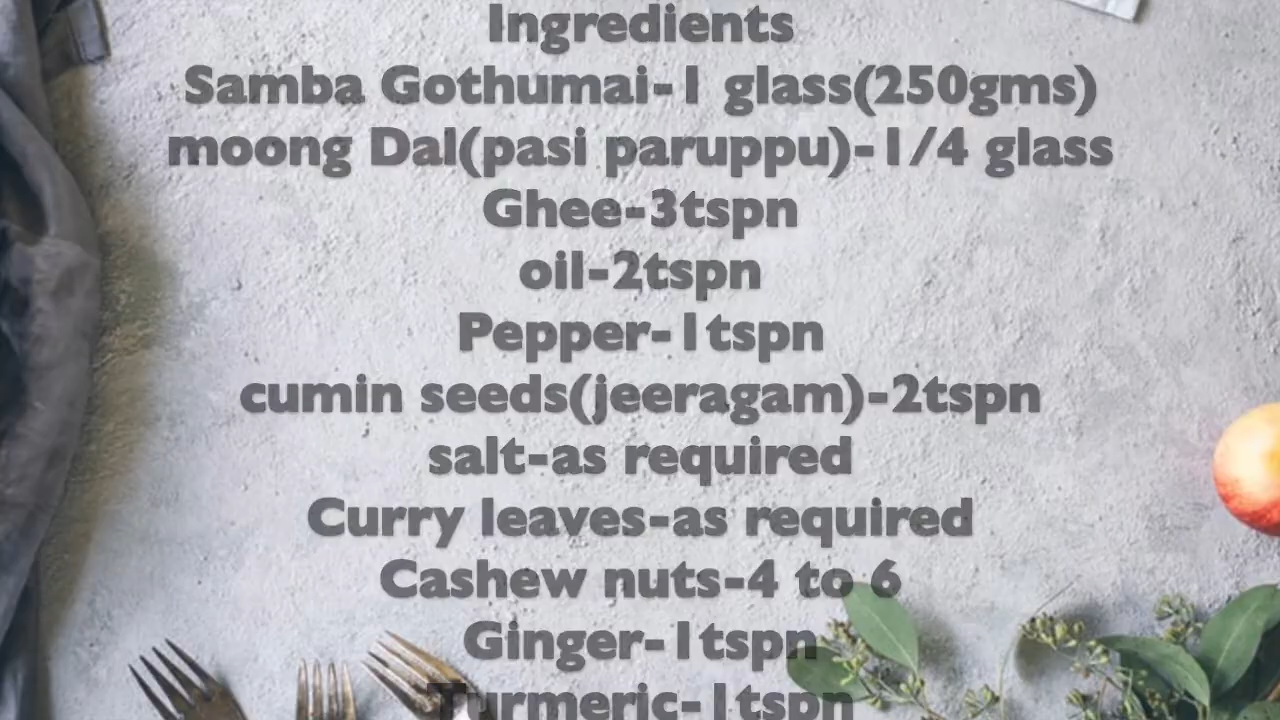 Ingredients
Samba Gothumai-1 glass(250gms)
moong Dal(pasi paruppu)-1/4 glass
Ghee-3tspn
oil-2tspn
Pepper-1tspn
cumin seeds(jeeragam)-2tspn
salt-as required
Curry leaves-as required
Cashew nuts-4 to 6
Ginger-1tspn
Turmeric-1tspn